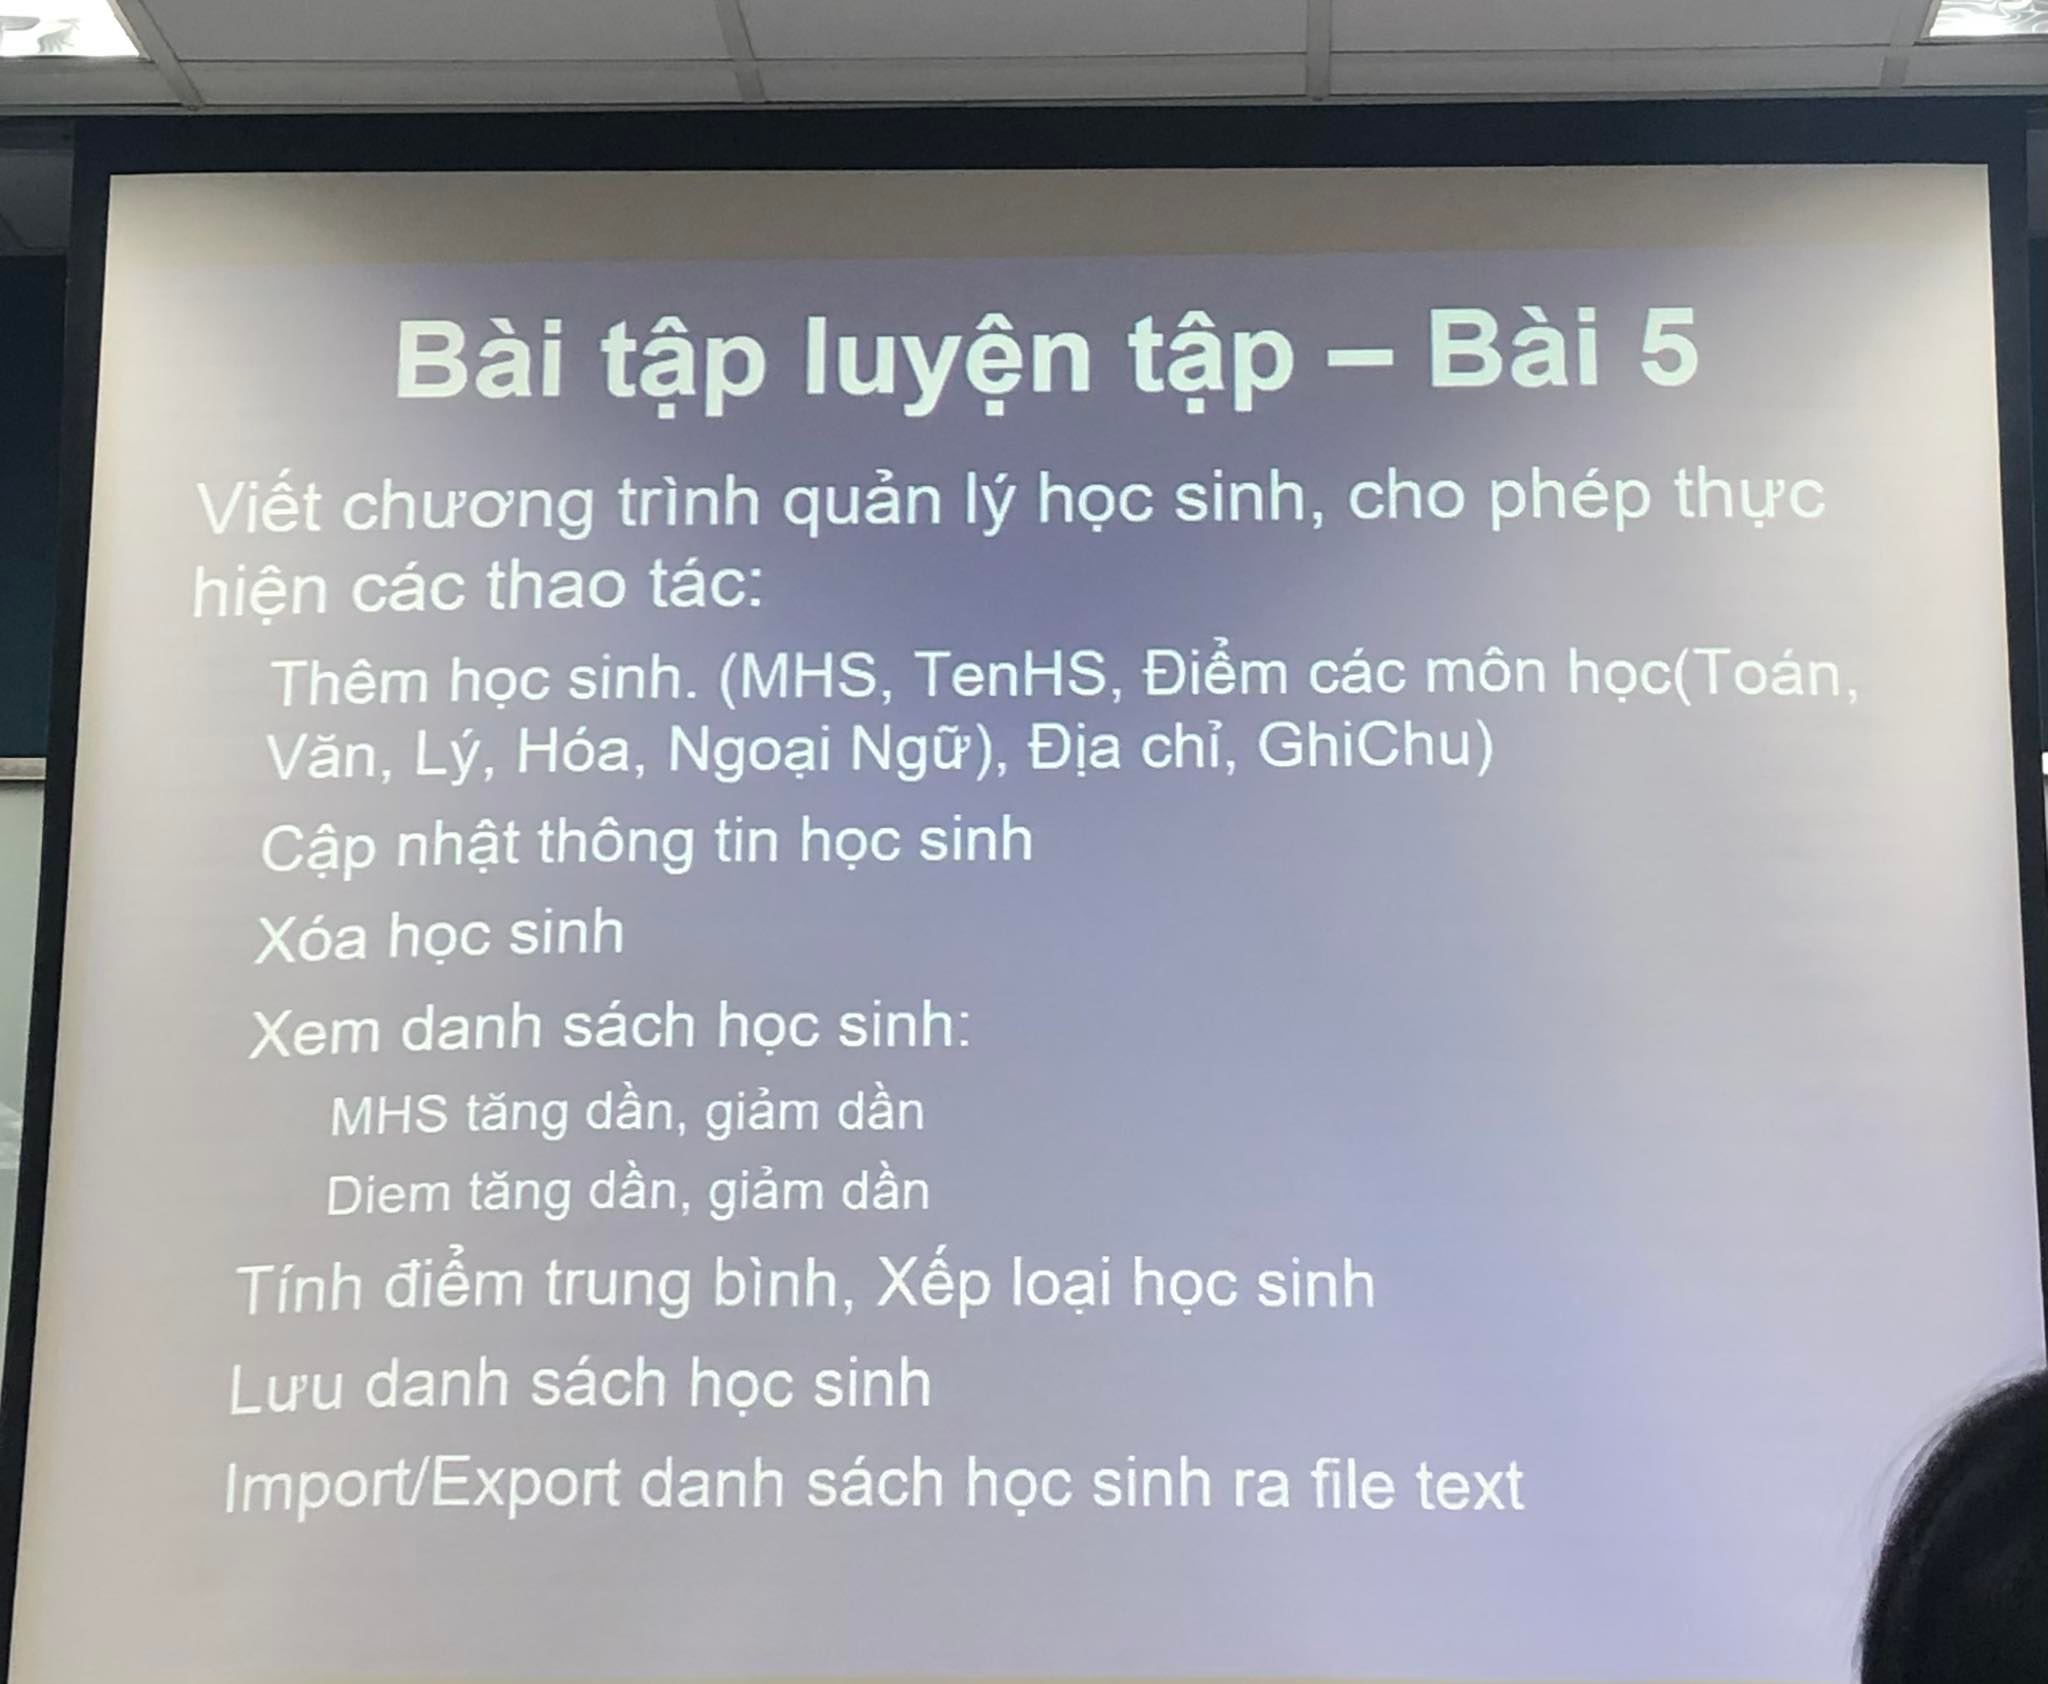 Bài tập luyện tập – Bài 5
Viết chương trình quản lý học sinh, cho phép thực
hiện các thao tác:
Thêm học sinh. (MHS, TenHS, Điểm các môn học(Toán,
Văn, Lý, Hóa, Ngoại Ngữ), Địa chỉ, GhiChu)
Cập nhật thông tin học sinh
Xóa học sinh
Xem danh sách học sinh:
MHS tăng dần, giảm dần
Diem tăng dần, giảm dần
Tính điểm trung bình, Xếp loại học sinh
Lưu danh sách học sinh
Import/Export danh sách học sinh ra file text